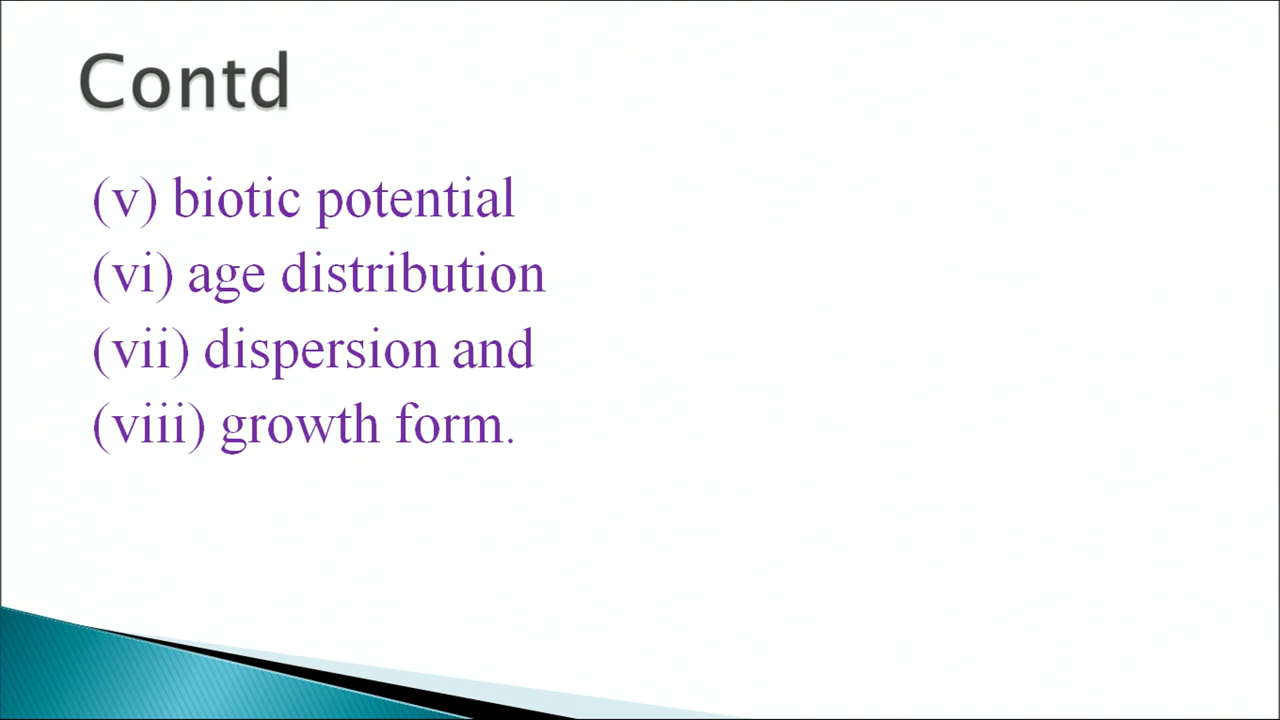 Contd
(v) biotic potential
(vi) age distribution
(vii) dispersion and
(viii) growth form.